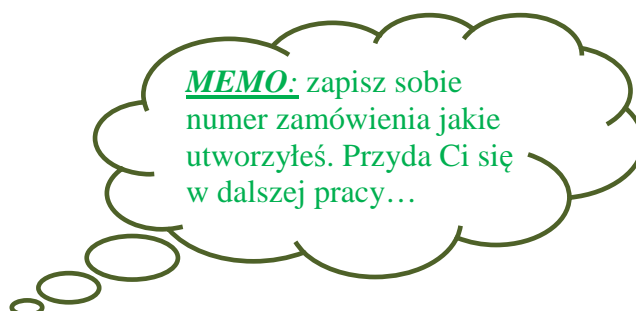 MEMO: zapisz sobie
numer zamówienia jakie
utworzyłeś. Przyda Ci się
w dalszej pracy…